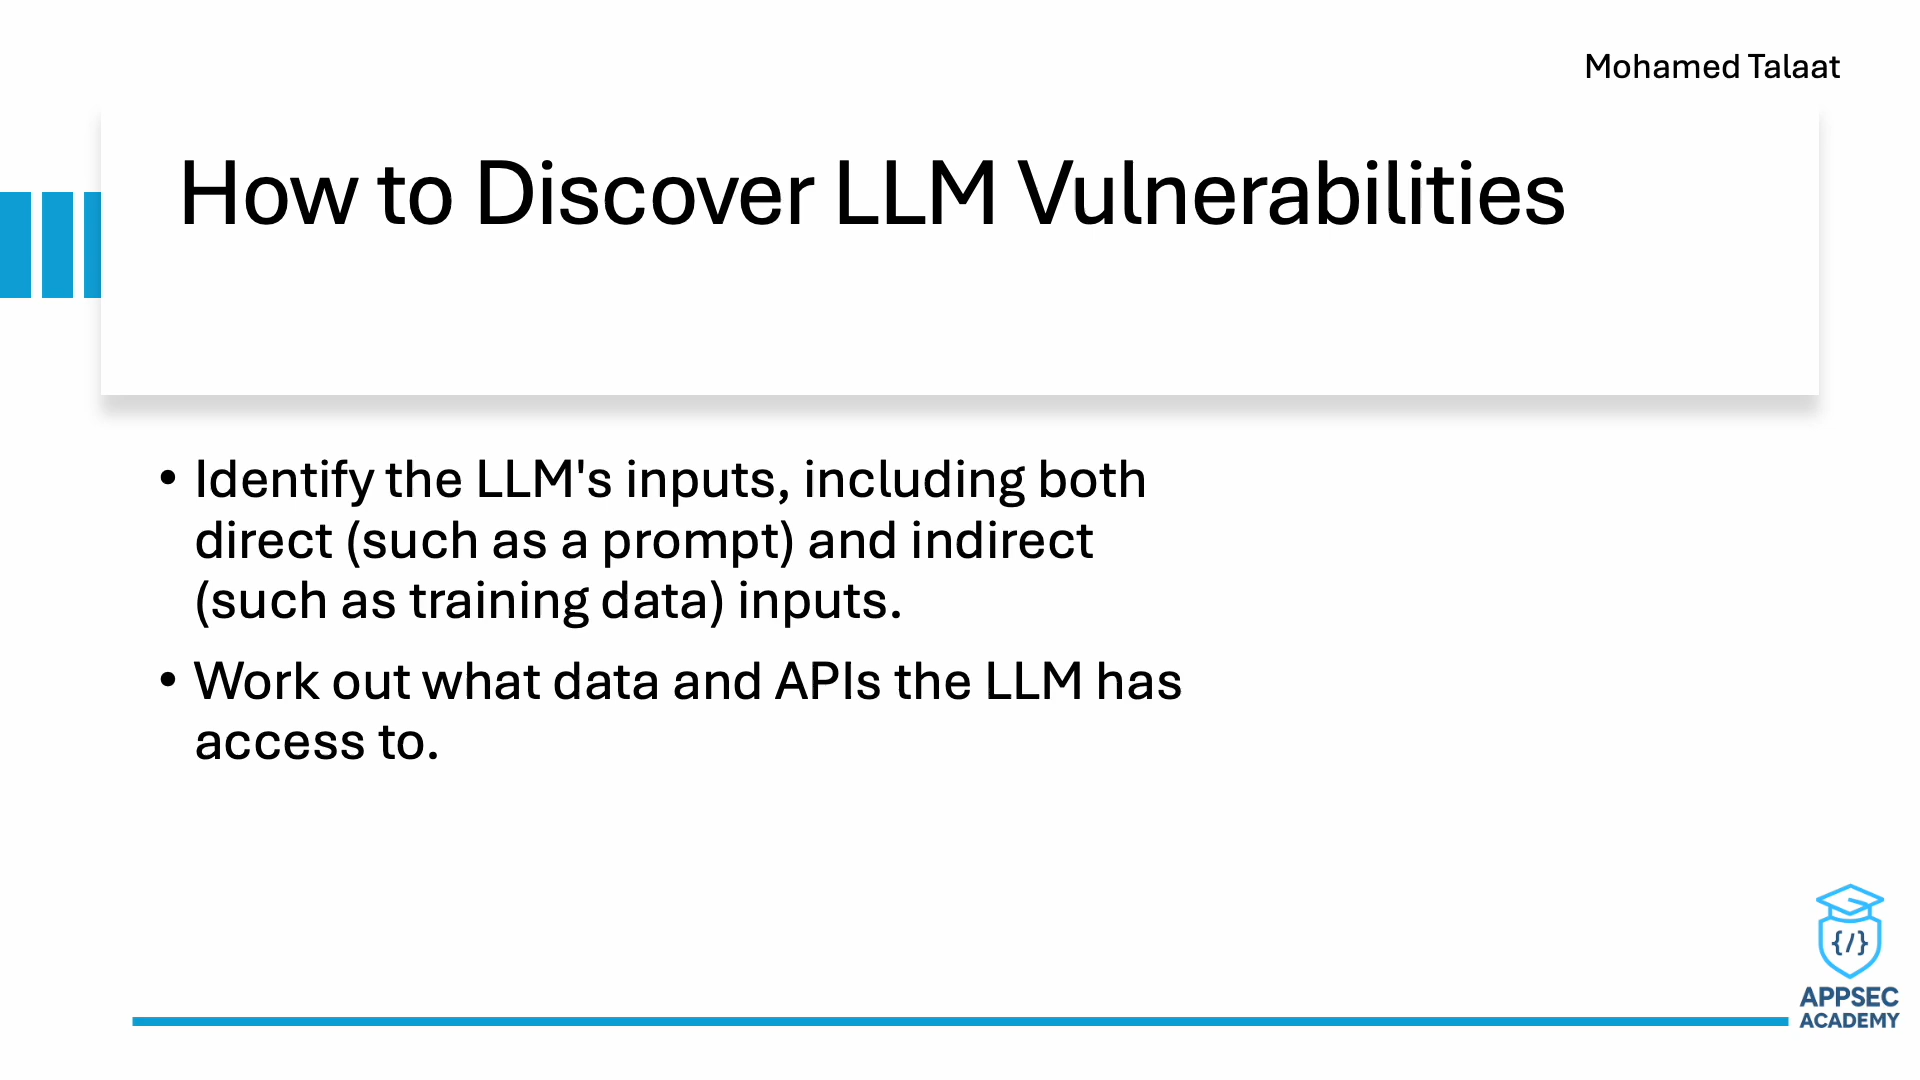 Mohamed Talaat
How to Discover LLM Vulnerabilities
• Identify the LLM's inputs, including both
direct (such as a prompt) and indirect
(such as training data) inputs.
• Work out what data and APIs the LLM has
access to.
{/}
APPSEC
ACADEMY